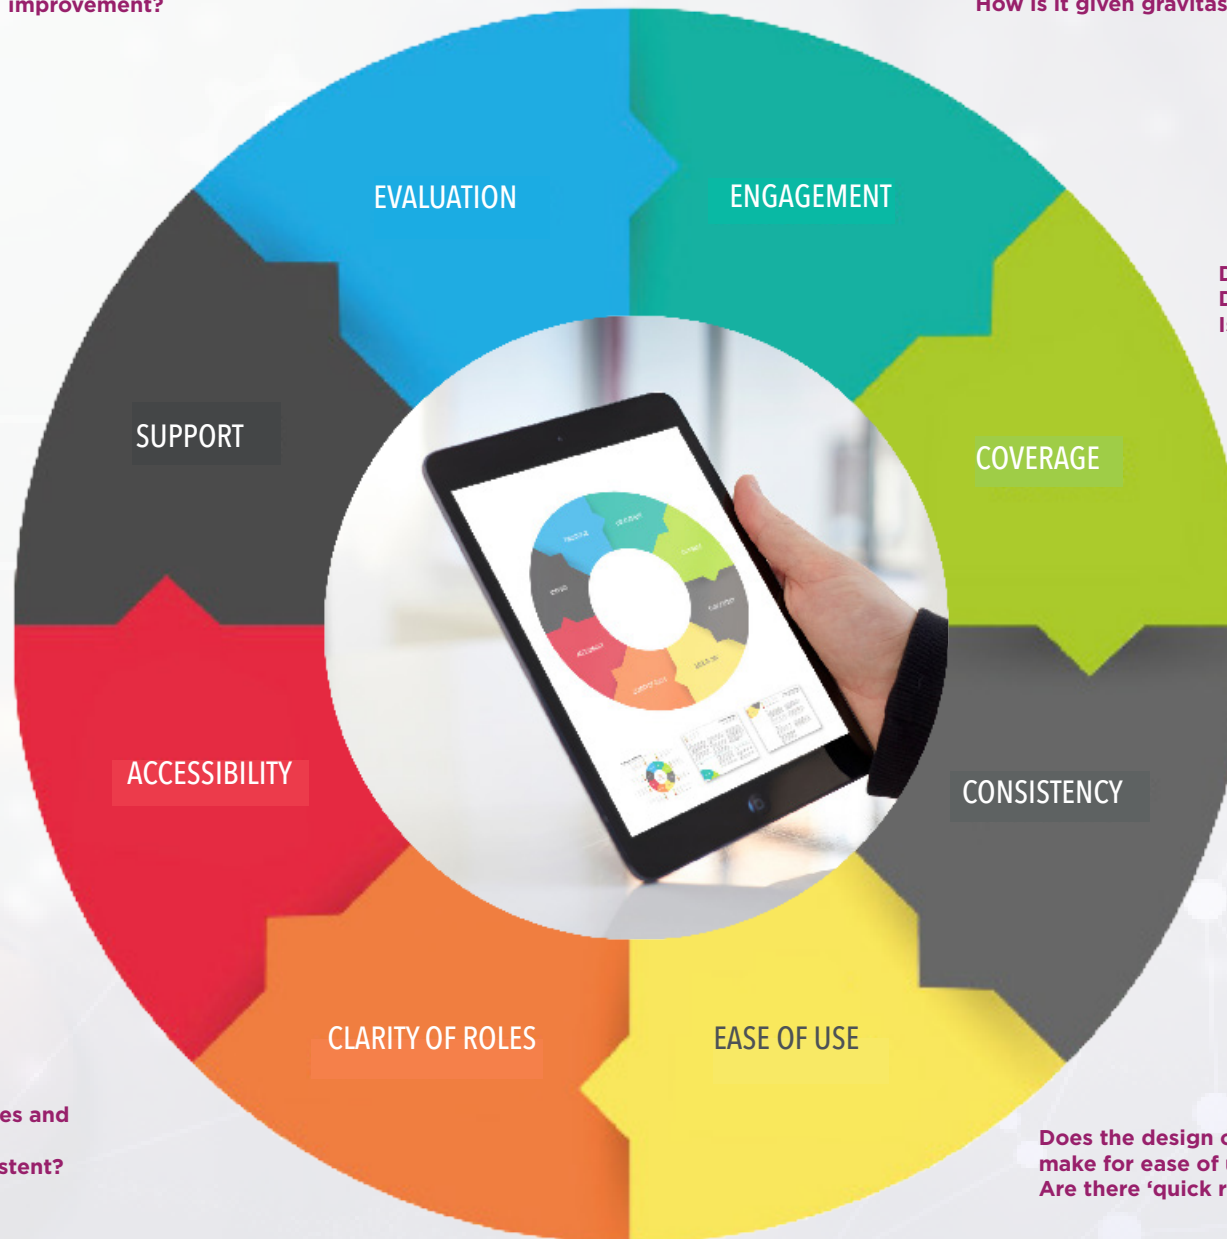 improvement?
How is it given gravitas
EVALUATION
ENGAGEMENT
SUPPORT
COVERAGE
ACCESSIBILITY
CONSISTENCY
CLARITY OF ROLES
EASE OF USE
es and
stent?
Does the design
make for ease of
Are there ‘quick